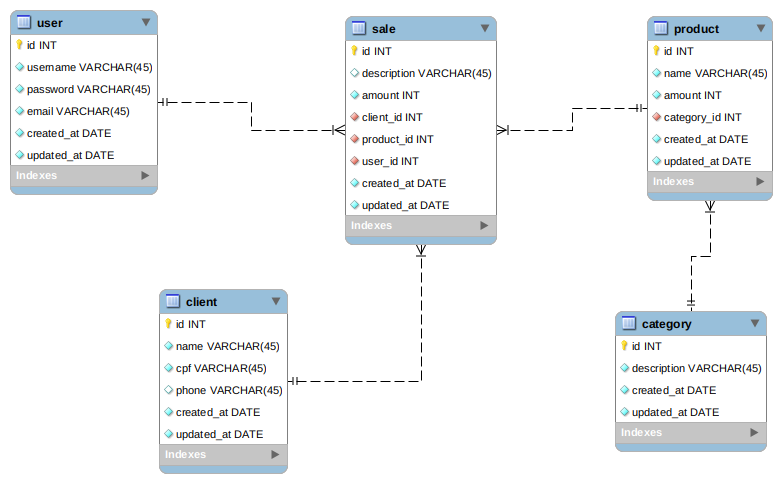 user
id INT
username VARCHAR(45)
password VARCHAR(45)
email VARCHAR(45)
created_at DATE
updated_at DATE
Indexes
sale
id INT
description VARCHAR(45)
amount INT
client_id INT
product_id INT
user_id INT
created_at DATE
updated_at DATE
Indexes
product
id INT
name VARCHAR(45)
amount INT
category_id INT
created_at DATE
updated_at DATE
Indexes
client
id INT
name VARCHAR(45)
cpf VARCHAR(45)
phone VARCHAR(45)
created_at DATE
updated_at DATE
Indexes
category
id INT
description VARCHAR(45)
created_at DATE
updated_at DATE
Indexes